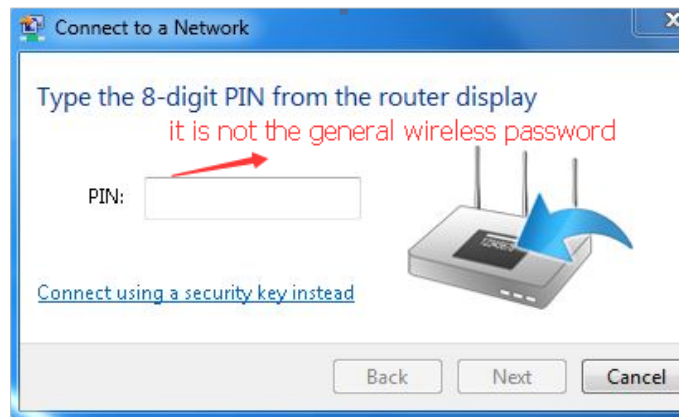 Connect to a Network
X
Type the 8-digit PIN from the router display
it is not the general wireless password
PIN:
12345678
Connect using a security key instead
Back Next Cancel